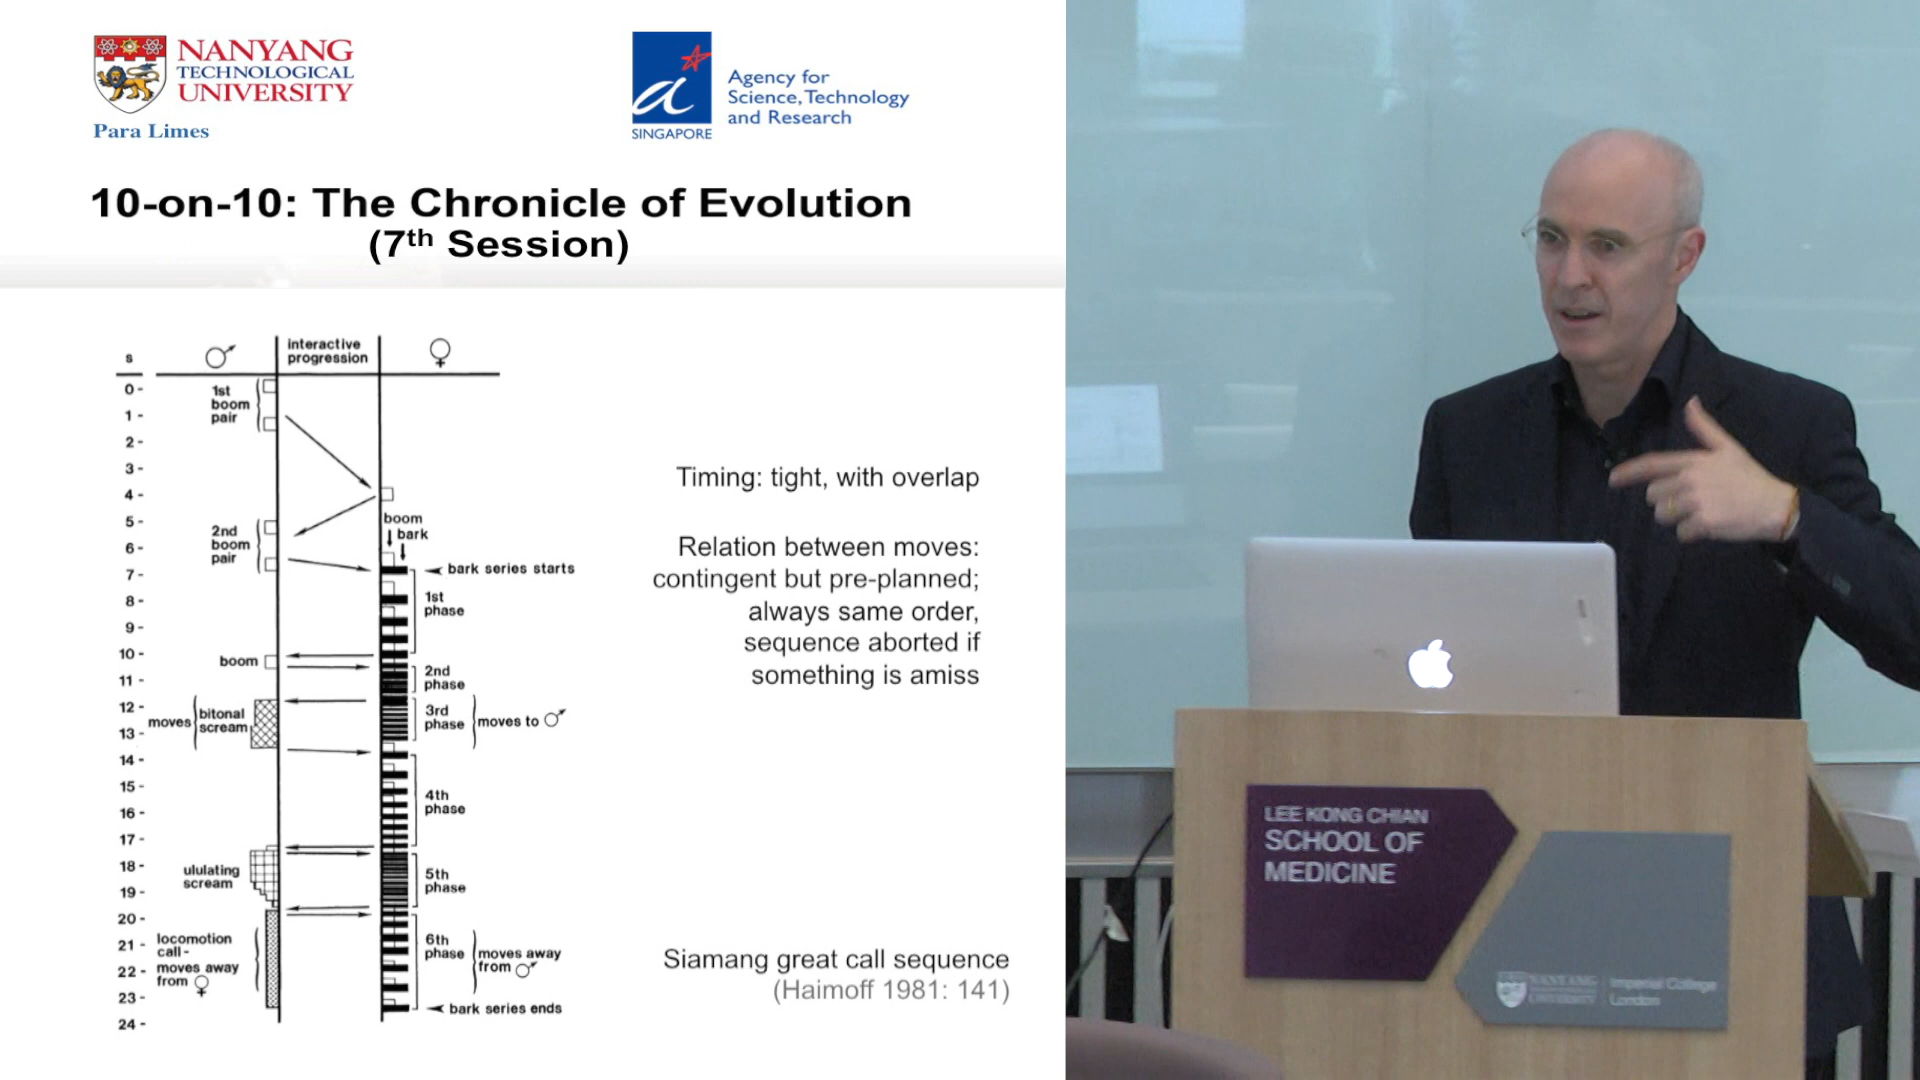 NANYANG
TECHNOLOGICAL
UNIVERSITY
Para Limes
SINGAPORE
Agency for
Science, Technology
and Research
10-on-10: The Chronicle of Evolution
(7th Session)
s
♂
interactive
progression
♀
0 -
1 -
2 -
3 -
4 -
5 -
6 -
7 -
8 -
9 -
10 -
11 -
12 -
13 -
14 -
15 -
16 -
17 -
18 -
19 -
20 -
21 -
22 -
23 -
24 -
1st
boom
pair
2nd
boom
pair
boom
moves
bitonal
scream
ululating
scream
locomotion
call -
moves away
from ♀
boom
bark
bark series starts
1st
phase
2nd
phase
3rd
phase
moves to ♂
4th
phase
5th
phase
6th
phase
moves away
from ♂
bark series ends
Timing: tight, with overlap
Relation between moves:
contingent but pre-planned;
always same order,
sequence aborted if
something is amiss
Siamang great call sequence
(Haimoff 1981: 141)
LEE KONG CHIAN
SCHOOL OF
MEDICINE
NANYANG
TECHNOLOGICAL
UNIVERSITY
Imperial College
London